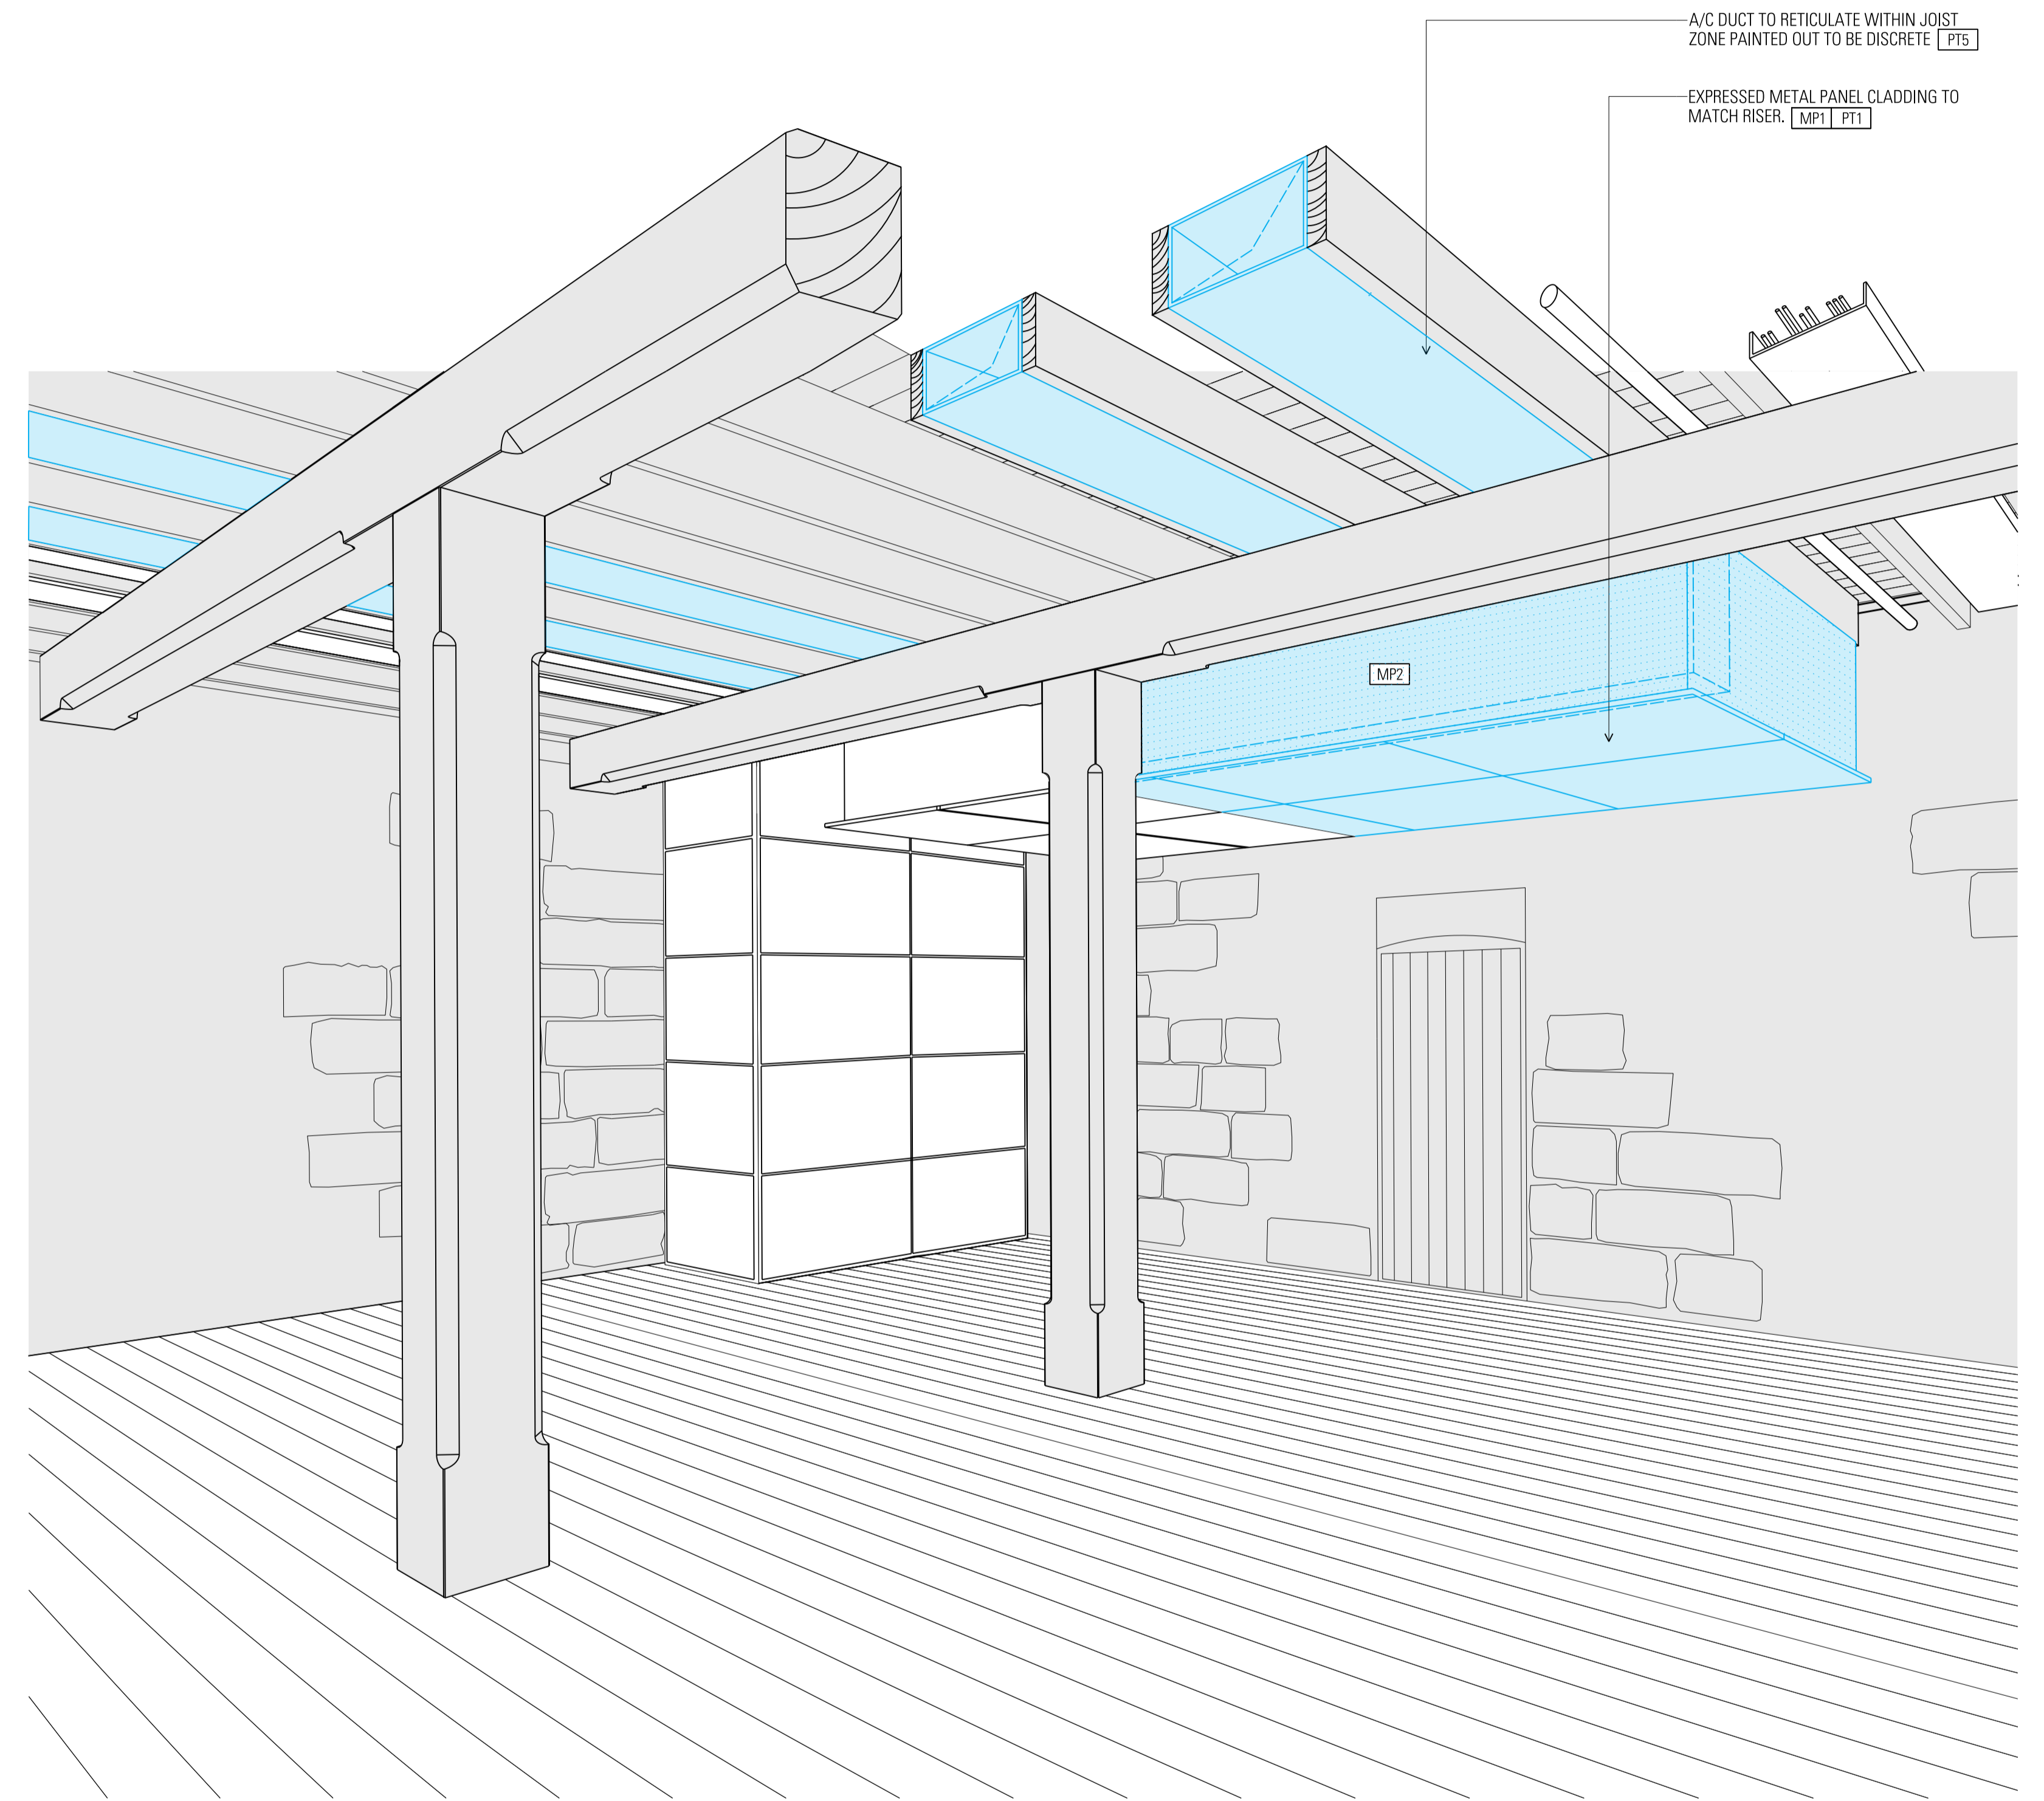 A/C DUCT TO RETICULATE WITHIN JOIST
ZONE PAINTED OUT TO BE DISCRETE PT5
EXPRESSED METAL PANEL CLADDING TO
MATCH RISER. MP1 PT1
MP2